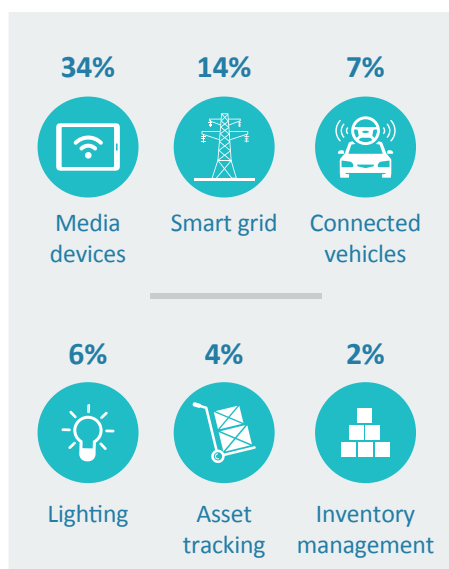 34% 14% 7%
Media Smart grid Connected
devices vehicles
6% 4% 2%
Lighting Asset Inventory
tracking management